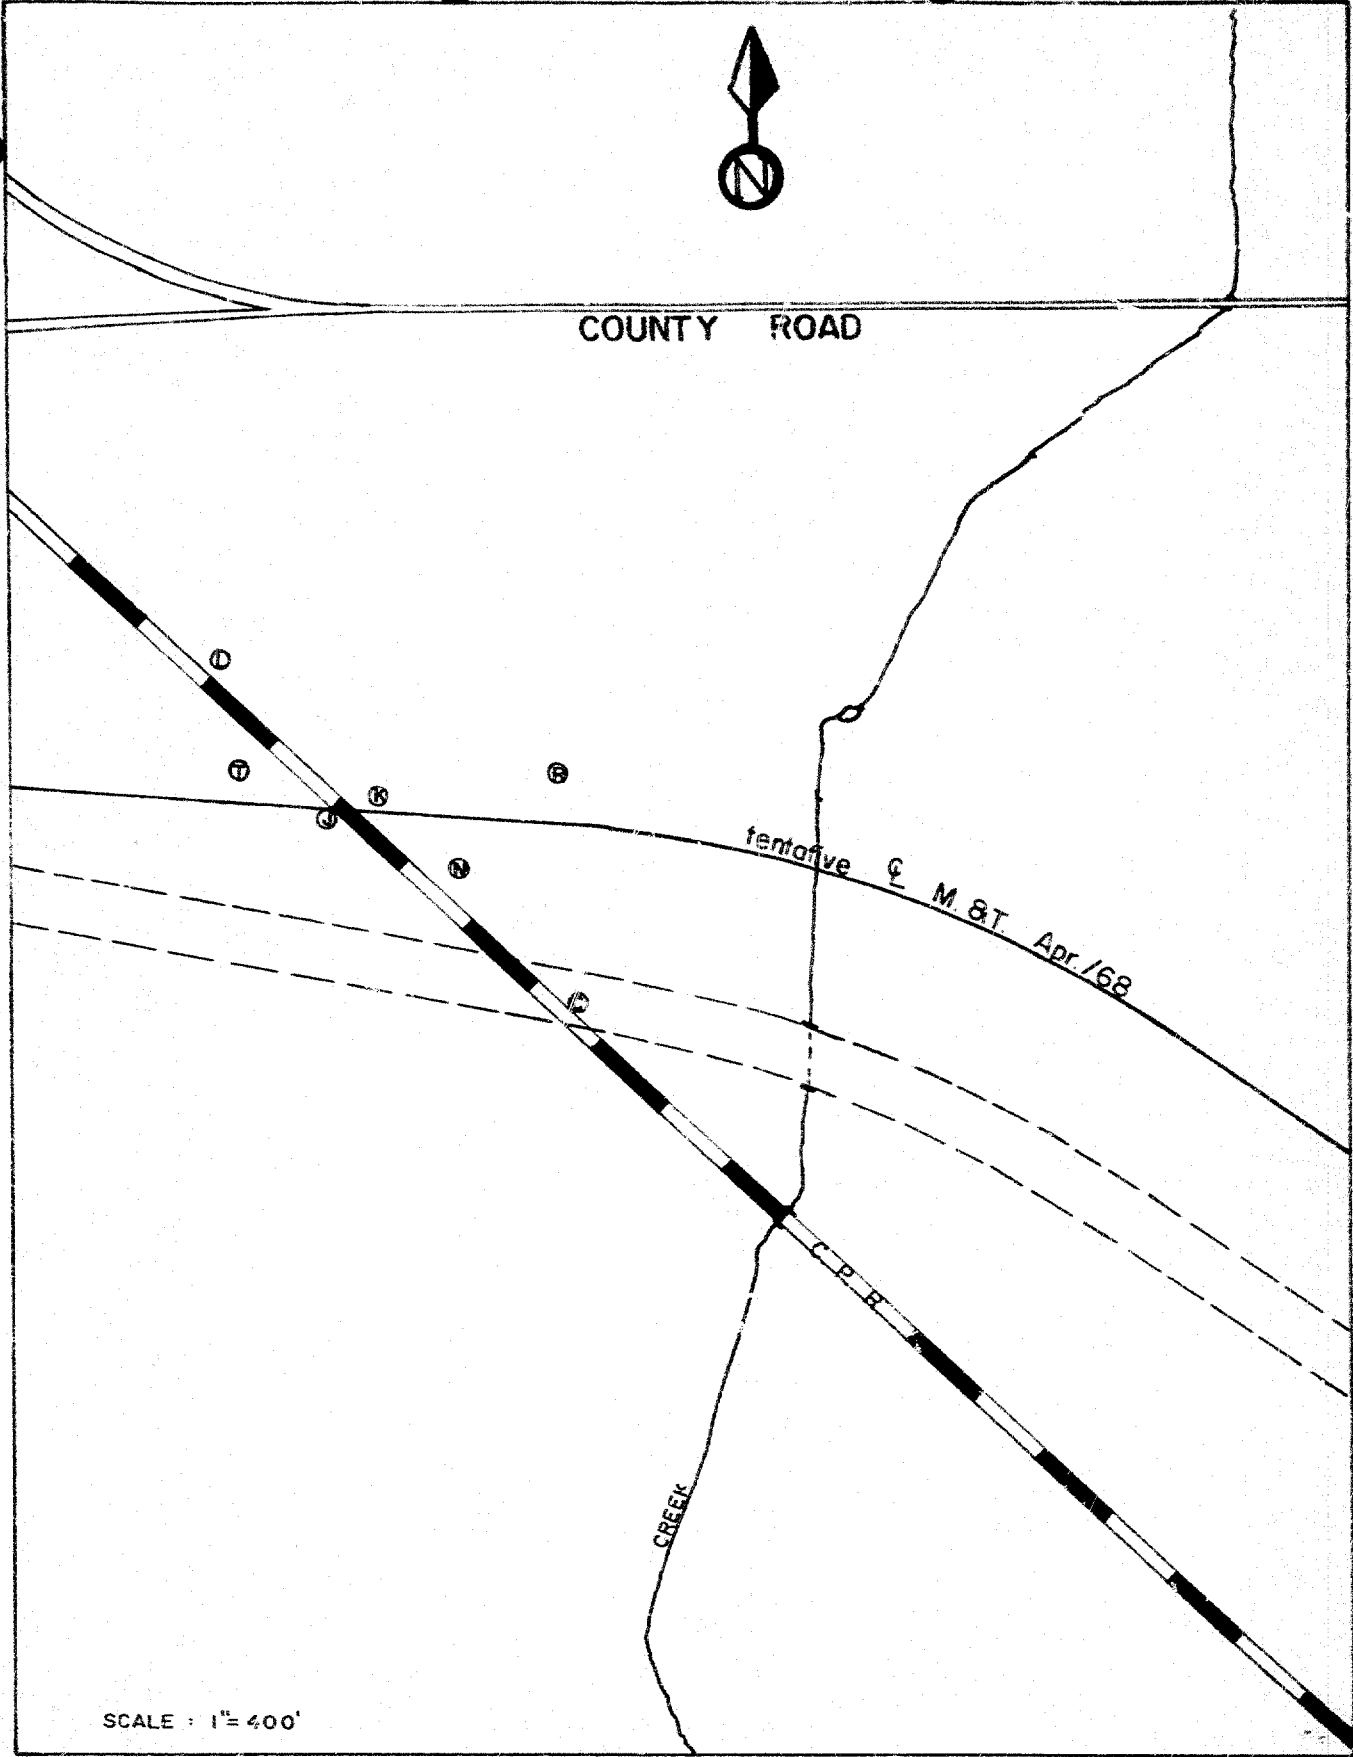 N
COUNTY ROAD
D
T
B
K
J
N
tentative ℄ M. &T. Apr./68
C P R
CREEK
SCALE : 1"= 400'